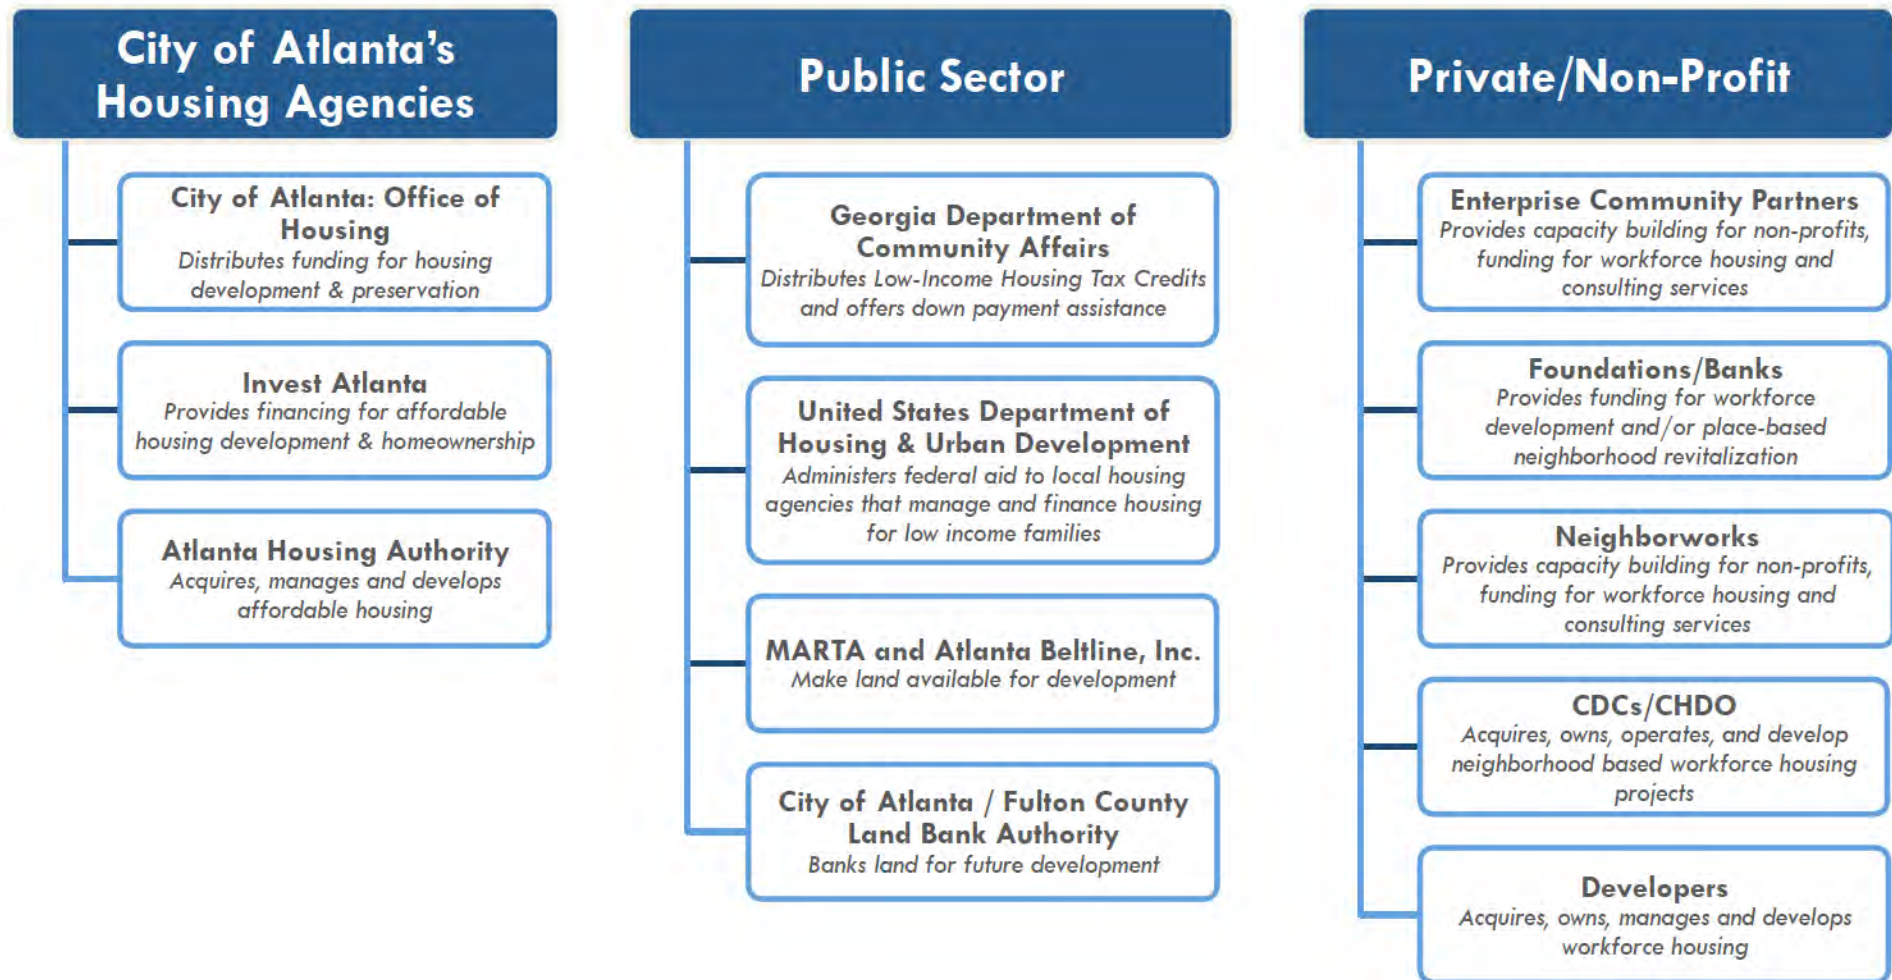 City of Atlanta's
Housing Agencies
City of Atlanta: Office of
Housing
Distributes funding for housing
development & preservation
Invest Atlanta
Provides financing for affordable
housing development & homeownership
Atlanta Housing Authority
Acquires, manages and develops
affordable housing
Public Sector
Georgia Department of
Community Affairs
Distributes Low-Income Housing Tax Credits
and offers down payment assistance
United States Department of
Housing & Urban Development
Administers federal aid to local housing
agencies that manage and finance housing
for low income families
MARTA and Atlanta Beltline, Inc.
Make land available for development
City of Atlanta / Fulton County
Land Bank Authority
Banks land for future development
Private/Non-Profit
Enterprise Community Partners
Provides capacity building for non-profits,
funding for workforce housing and
consulting services
Foundations/Banks
Provides funding for workforce
development and/or place-based
neighborhood revitalization
Neighborworks
Provides capacity building for non-profits,
funding for workforce housing and
consulting services
CDCs/CHDO
Acquires, owns, operates, and develop
neighborhood based workforce housing
projects
Developers
Acquires, owns, manages and develops
workforce housing